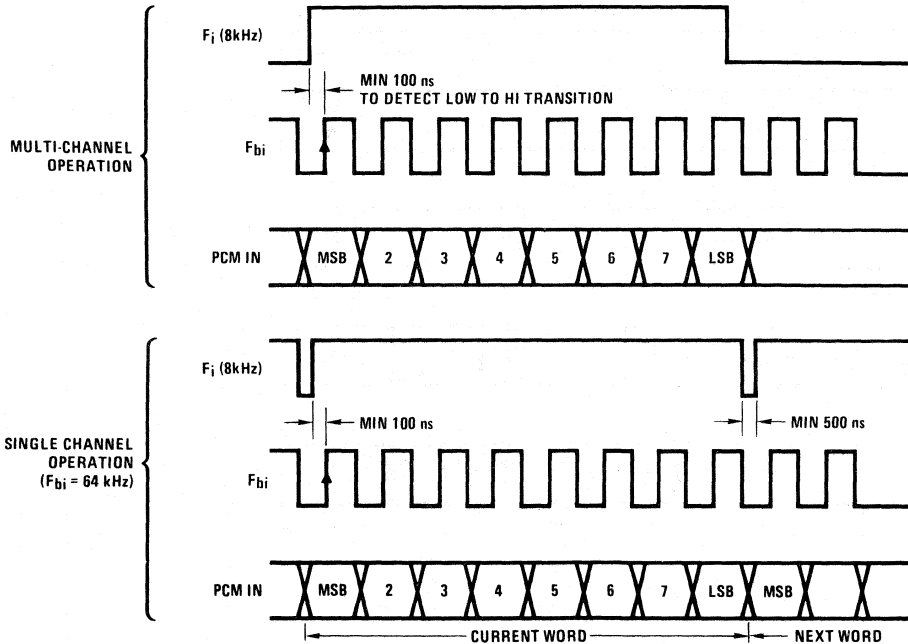 Fi (8kHz)
MIN 100 ns
TO DETECT LOW TO HI TRANSITION
MULTI-CHANNEL
OPERATION
Fbi
PCM IN
MSB 2 3 4 5 6 7 LSB
Fi (8kHz)
MIN 100 ns
MIN 500 ns
SINGLE CHANNEL
OPERATION
(Fbi = 64 kHz)
Fbi
PCM IN
MSB 2 3 4 5 6 7 LSB MSB
CURRENT WORD
NEXT WORD